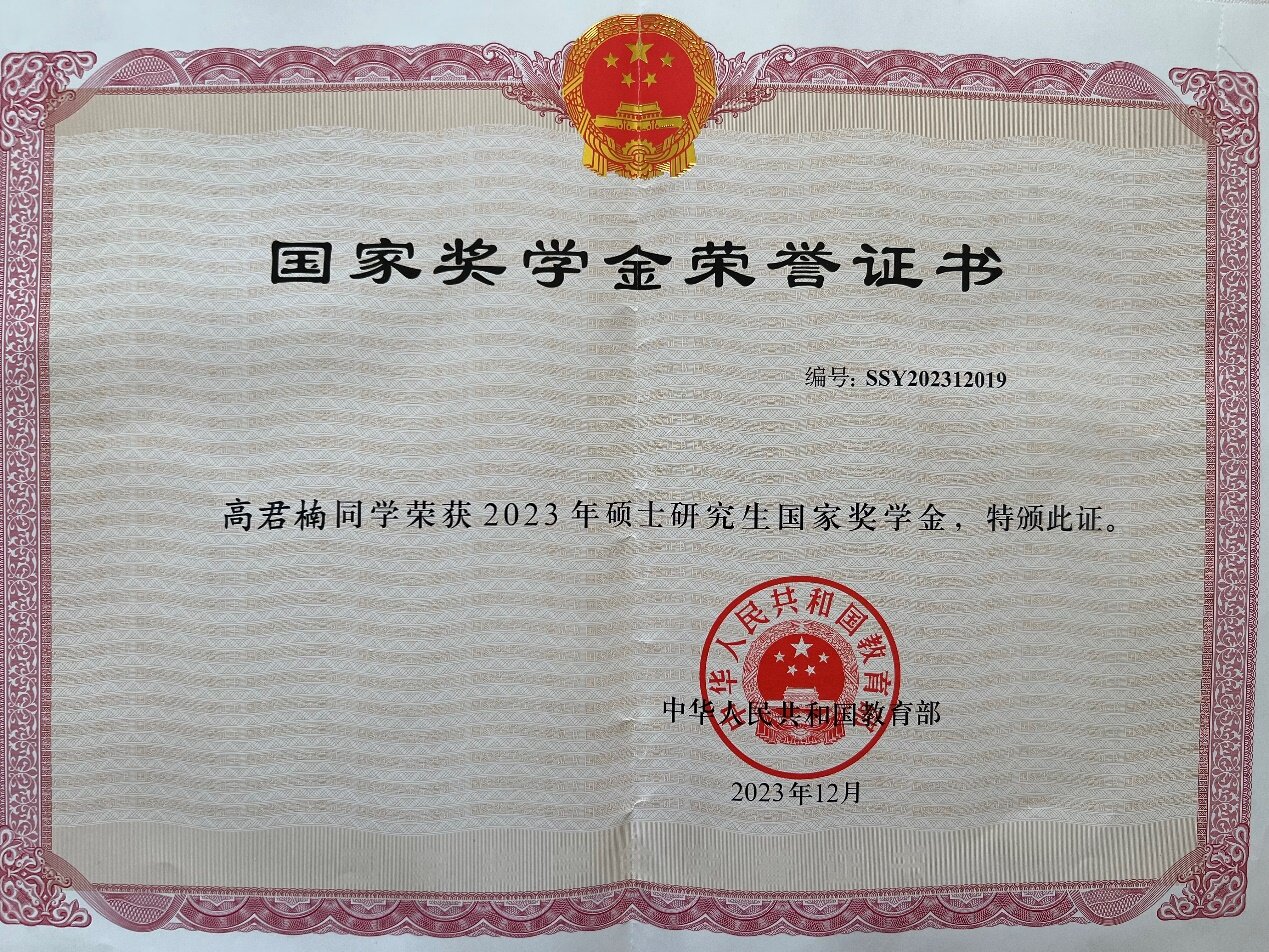 国家奖学金荣誉证书
编号: SSY202312019
高君楠同学荣获2023年硕士研究生国家奖学金，特颁此证。
中华人民共和国教育部
中华人民共和国教育部
2023年12月